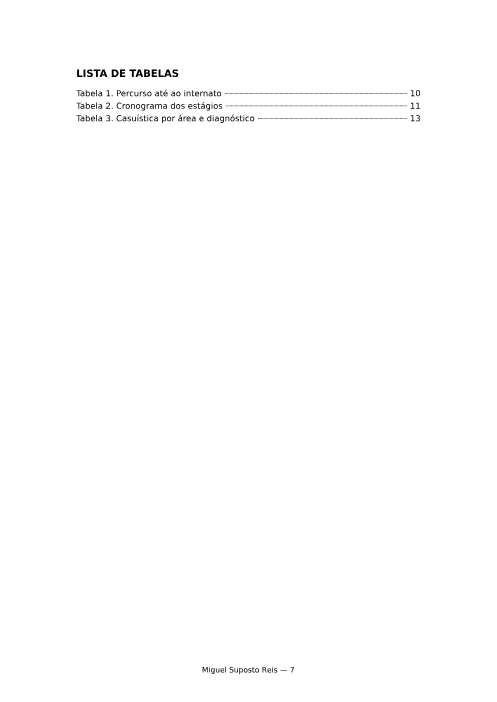 LISTA DE TABELAS
Tabela 1. Percurso até ao internato 10
Tabela 2. Cronograma dos estágios 11
Tabela 3. Casuística por área e diagnóstico 13
Miguel Suposto Reis — 7